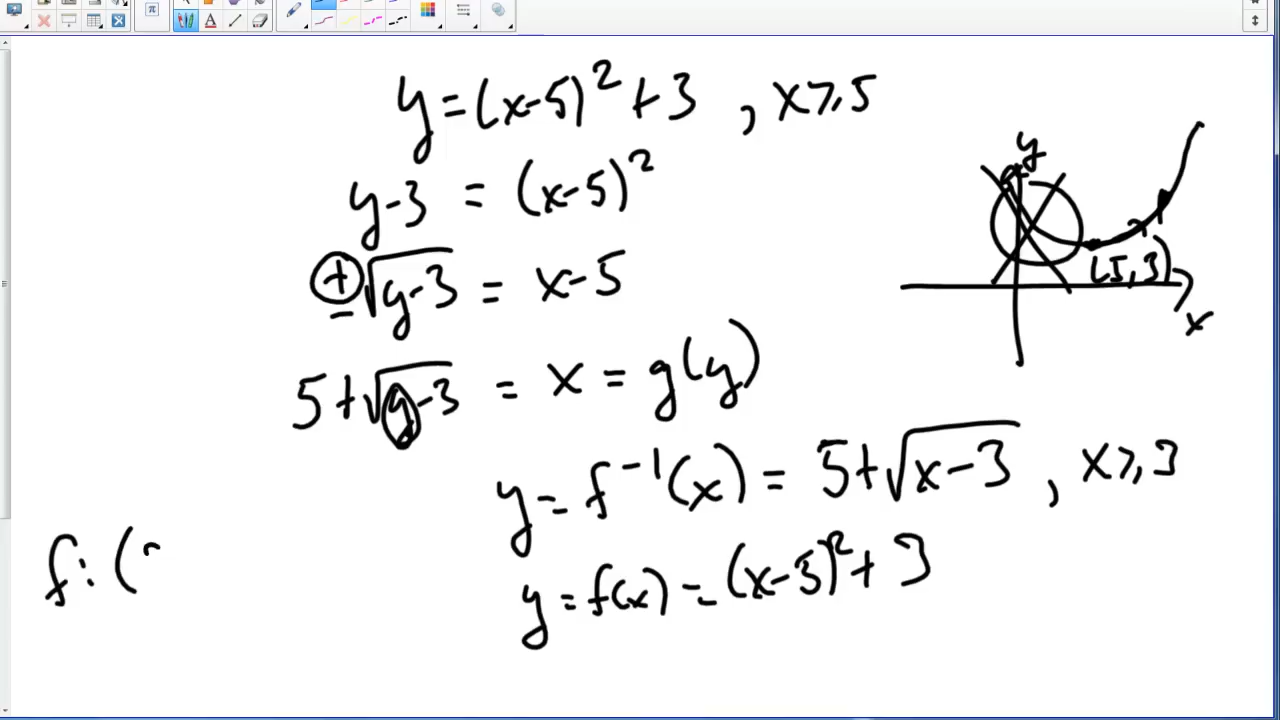 y = (x-5)² + 3 , x ≥ 5
y-3 = (x-5)²
± √(y-3) = x-5
5+√(y-3) = x = g(y)
y = f⁻¹(x) = 5+√(x-3) , x ≥ 3
y = f(x) = (x-5)² + 3
f: (
y
(5,3)
x